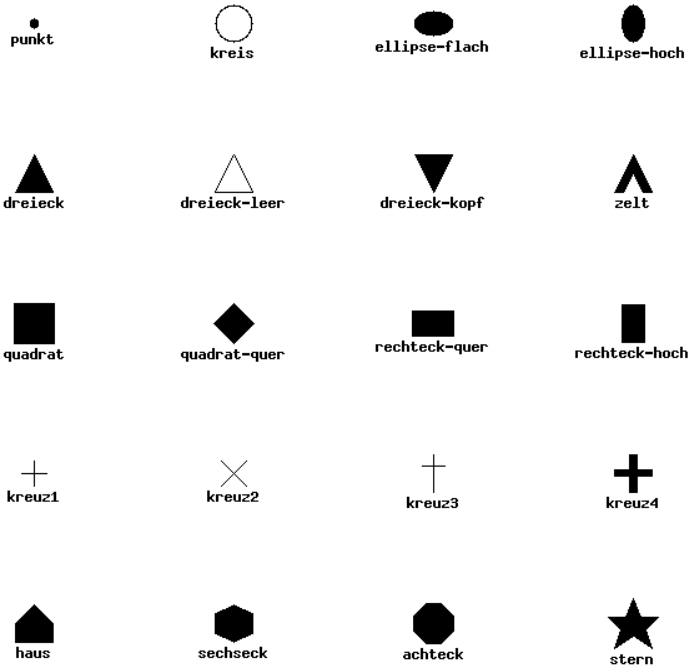 punkt
kreis
ellipse-flach
ellipse-hoch
dreieck
dreieck-leer
dreieck-kopf
zelt
quadrat
quadrat-quer
rechteck-quer
rechteck-hoch
kreuz1
kreuz2
kreuz3
kreuz4
haus
sechseck
achteck
stern